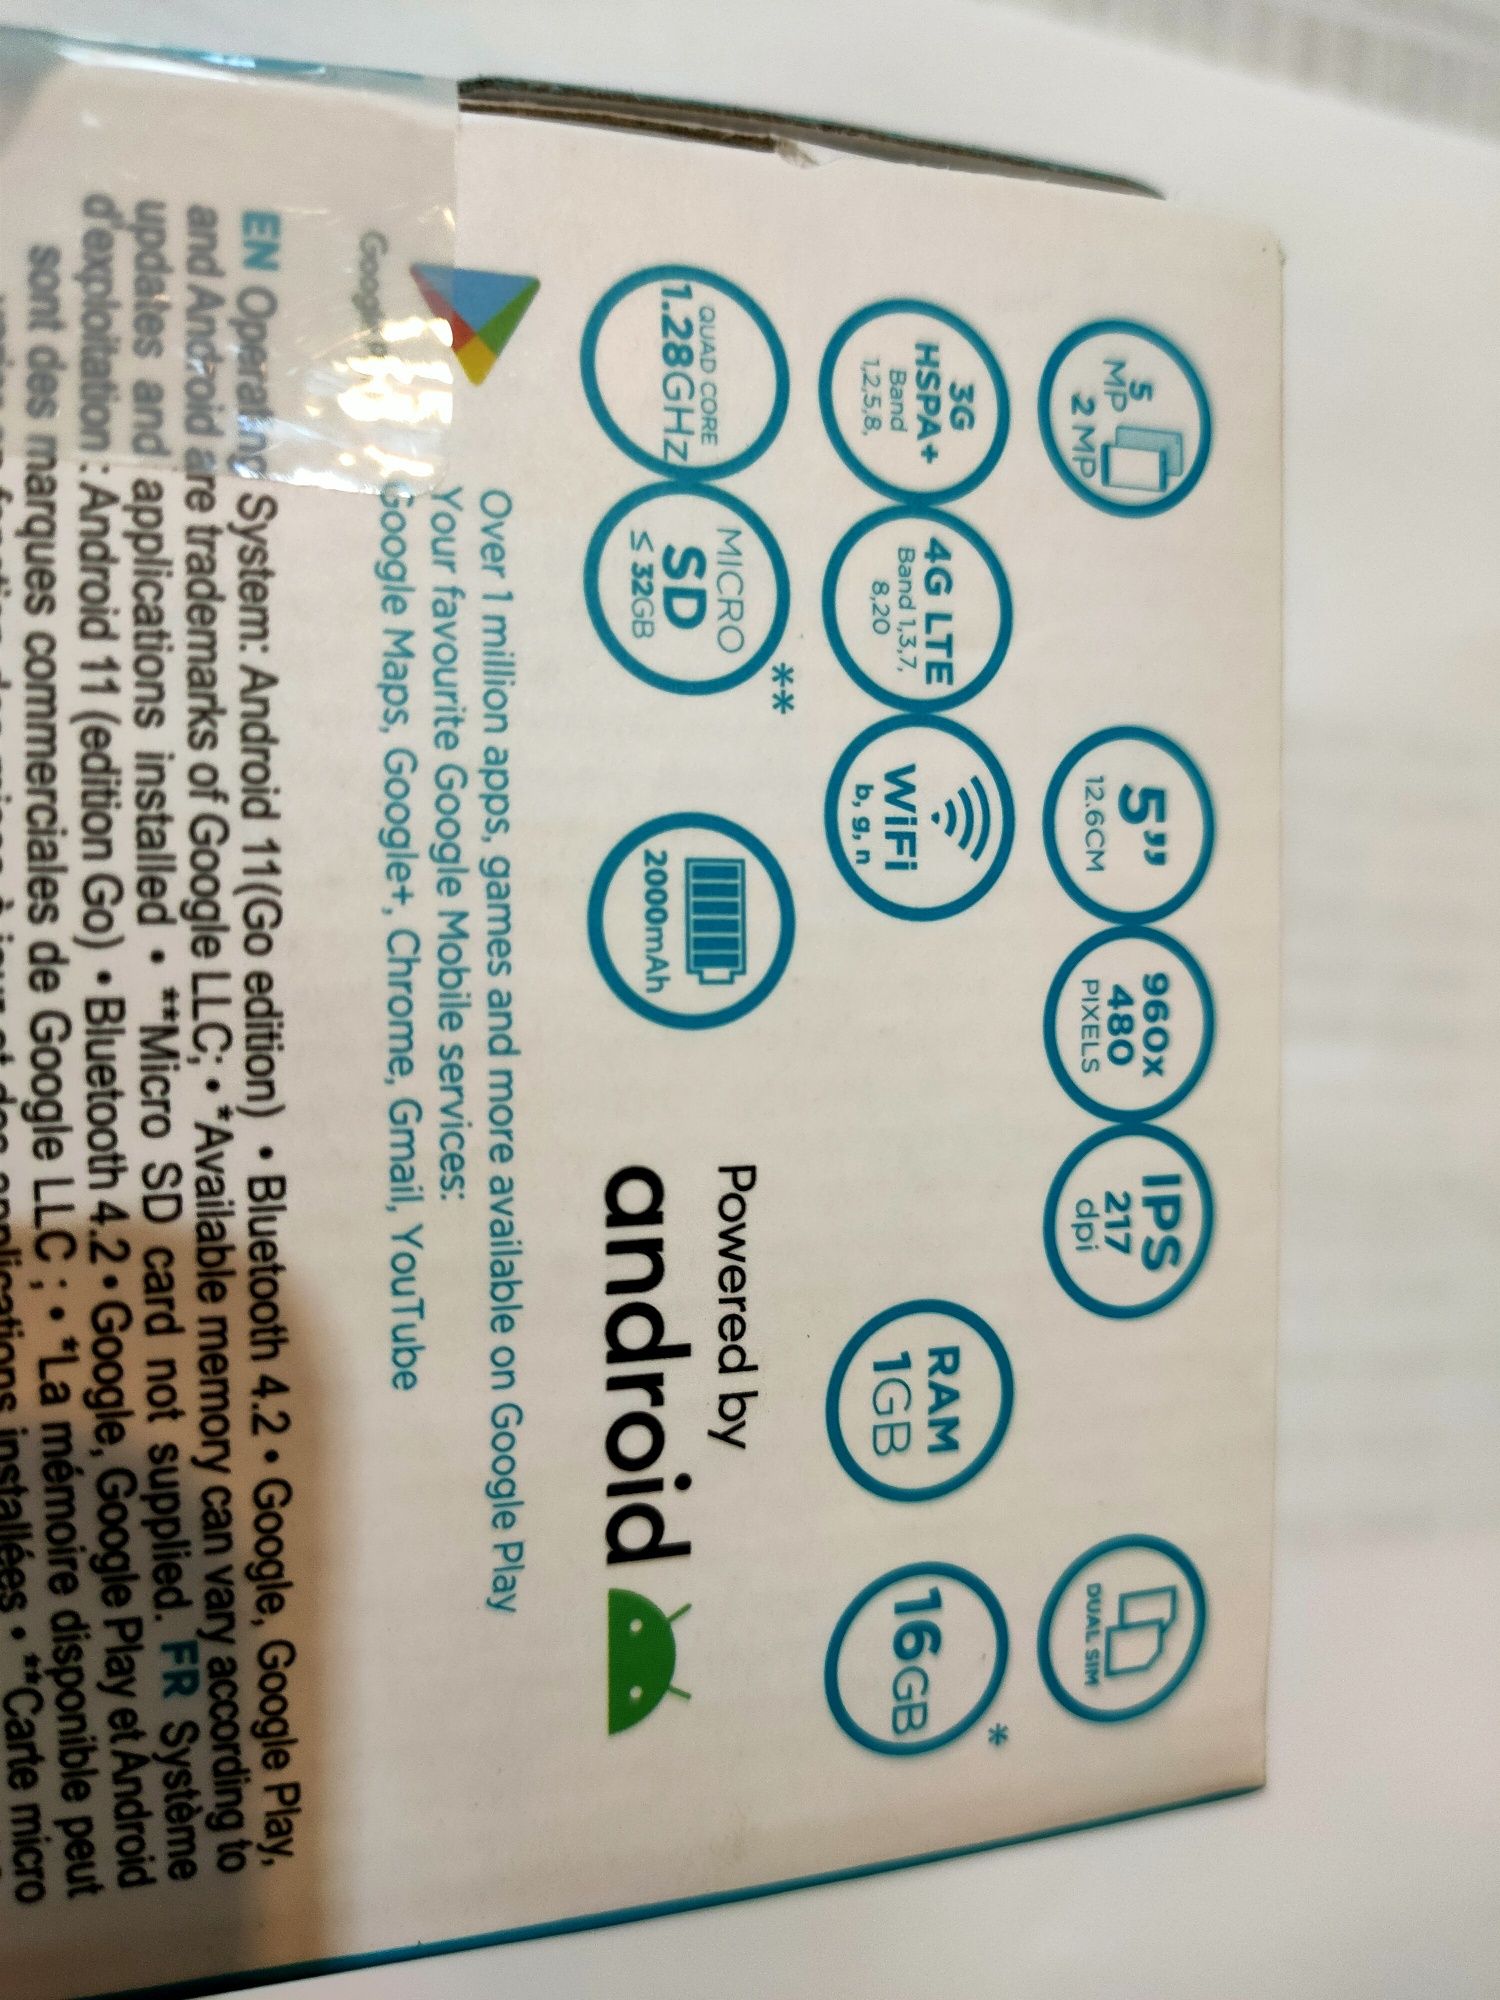 5
MP
2 MP
5”
12.6CM
960x
480
PIXELS
IPS
217
dpi
DUAL SIM
3G
HSPA+
Band
1,2,5,8,
4G LTE
Band 1,3,7,
8,20
WiFi
b, g, n
RAM
1GB
16GB
*
QUAD CORE
1.28GHz
MICRO
SD
≤ 32GB
**
2000mAh
Powered by
android
Over 1 million apps, games and more available on Google Play
Your favourite Google Mobile services:
Google Maps, Google+, Chrome, Gmail, YouTube
Google
EN Operating System: Android 11(Go edition) • Bluetooth 4.2 • Google, Google Play,
and Android are trademarks of Google LLC; • *Available memory can vary according to
updates and applications installed • **Micro SD card not supplied. FR Système
d'exploitation : Android 11 (edition Go) • Bluetooth 4.2 • Google, Google Play et Android
sont des marques commerciales de Google LLC ; • *La mémoire disponible peut
applications installées • **Carte micro